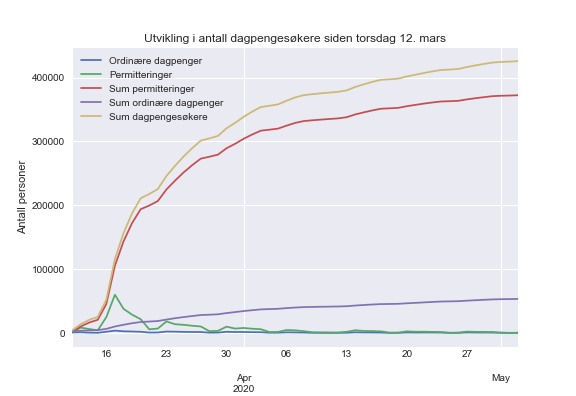 Utvikling i antall dagpengesøkere siden torsdag 12. mars
Ordinære dagpenger
Permitteringer
Sum permitteringer
Sum ordinære dagpenger
Sum dagpengesøkere
Antall personer
400000
300000
200000
100000
0
16 23 30 06 13 20 27
Apr May
2020